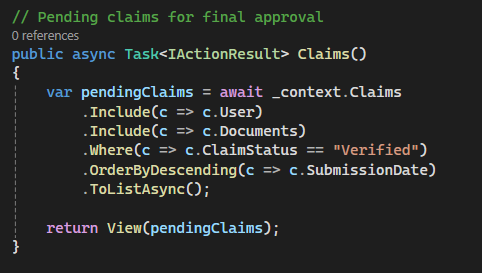 // Pending claims for final approval
0 references
public async Task<IActionResult> Claims()
{
    var pendingClaims = await _context.Claims
        .Include(c => c.User)
        .Include(c => c.Documents)
        .Where(c => c.ClaimStatus == "Verified")
        .OrderByDescending(c => c.SubmissionDate)
        .ToListAsync();

    return View(pendingClaims);
}